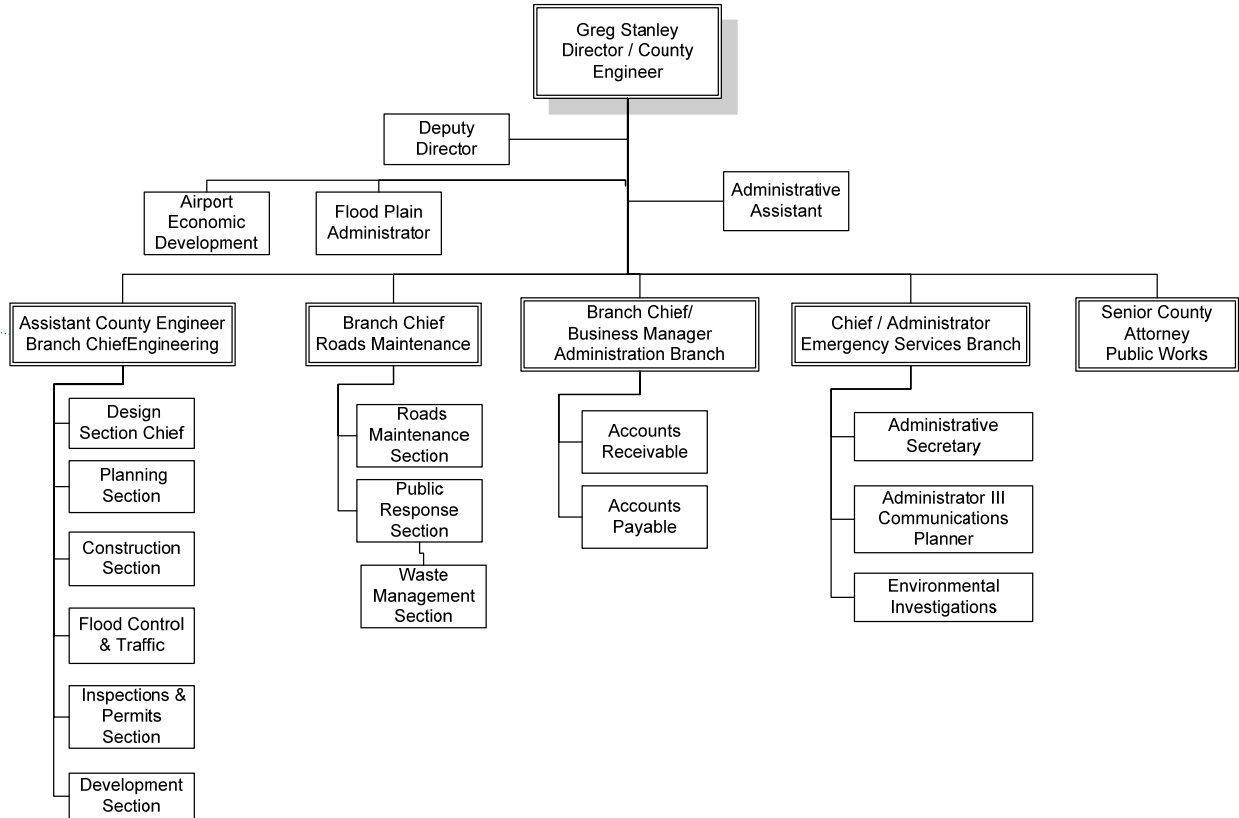 Greg Stanley
Director / County
Engineer
Deputy
Director
Administrative
Assistant
Airport
Economic
Development
Flood Plain
Administrator
Assistant County Engineer
Branch ChiefEngineering
Branch Chief
Roads Maintenance
Branch Chief/
Business Manager
Administration Branch
Chief / Administrator
Emergency Services Branch
Senior County
Attorney
Public Works
Design
Section Chief
Planning
Section
Construction
Section
Flood Control
& Traffic
Inspections &
Permits
Section
Development
Section
Roads
Maintenance
Section
Public
Response
Section
Waste
Management
Section
Accounts
Receivable
Accounts
Payable
Administrative
Secretary
Administrator III
Communications
Planner
Environmental
Investigations